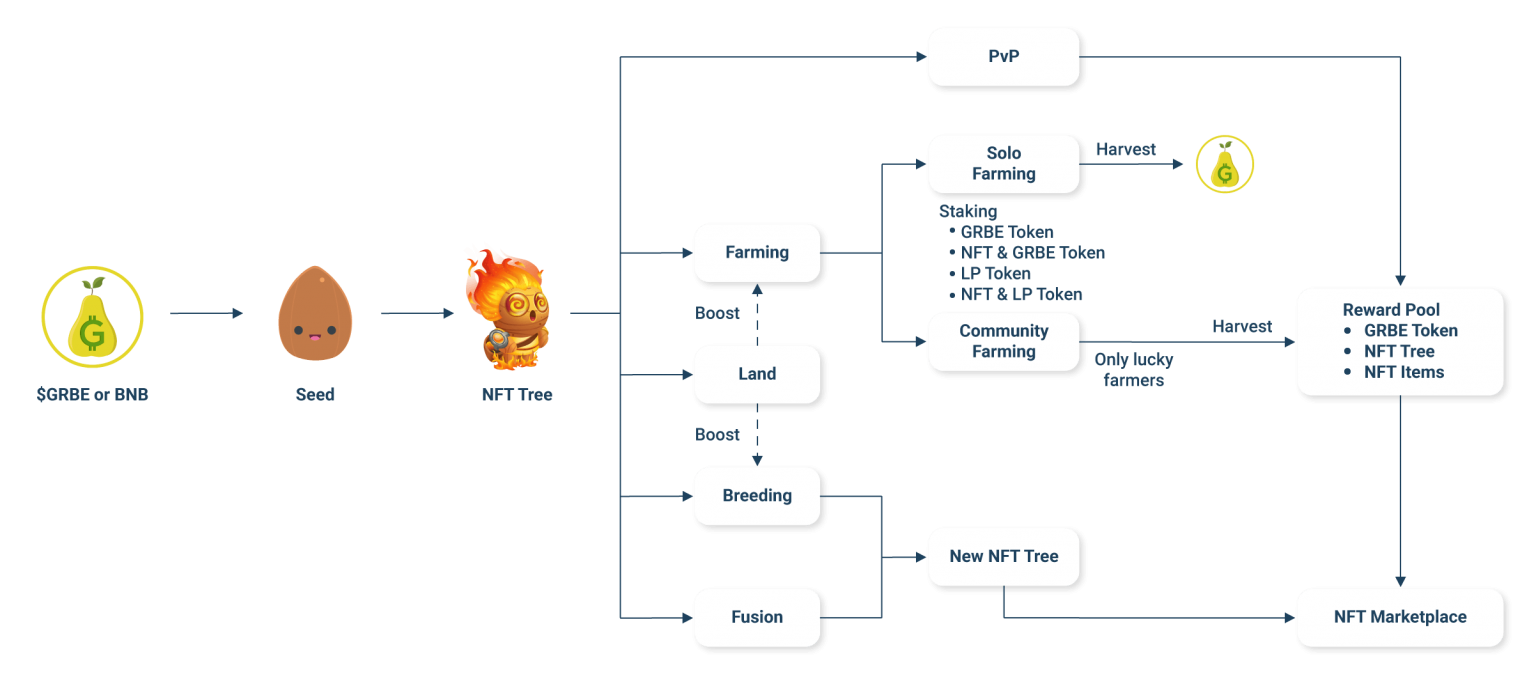 PvP
Solo
Farming
Harvest
Staking
• GRBE Token
• NFT & GRBE Token
• LP Token
• NFT & LP Token
Farming
Boost
Land
Boost
Breeding
Fusion
$GRBE or BNB
Seed
NFT Tree
Community
Farming
Harvest
Only lucky
farmers
Reward Pool
• GRBE Token
• NFT Tree
• NFT Items
New NFT Tree
NFT Marketplace